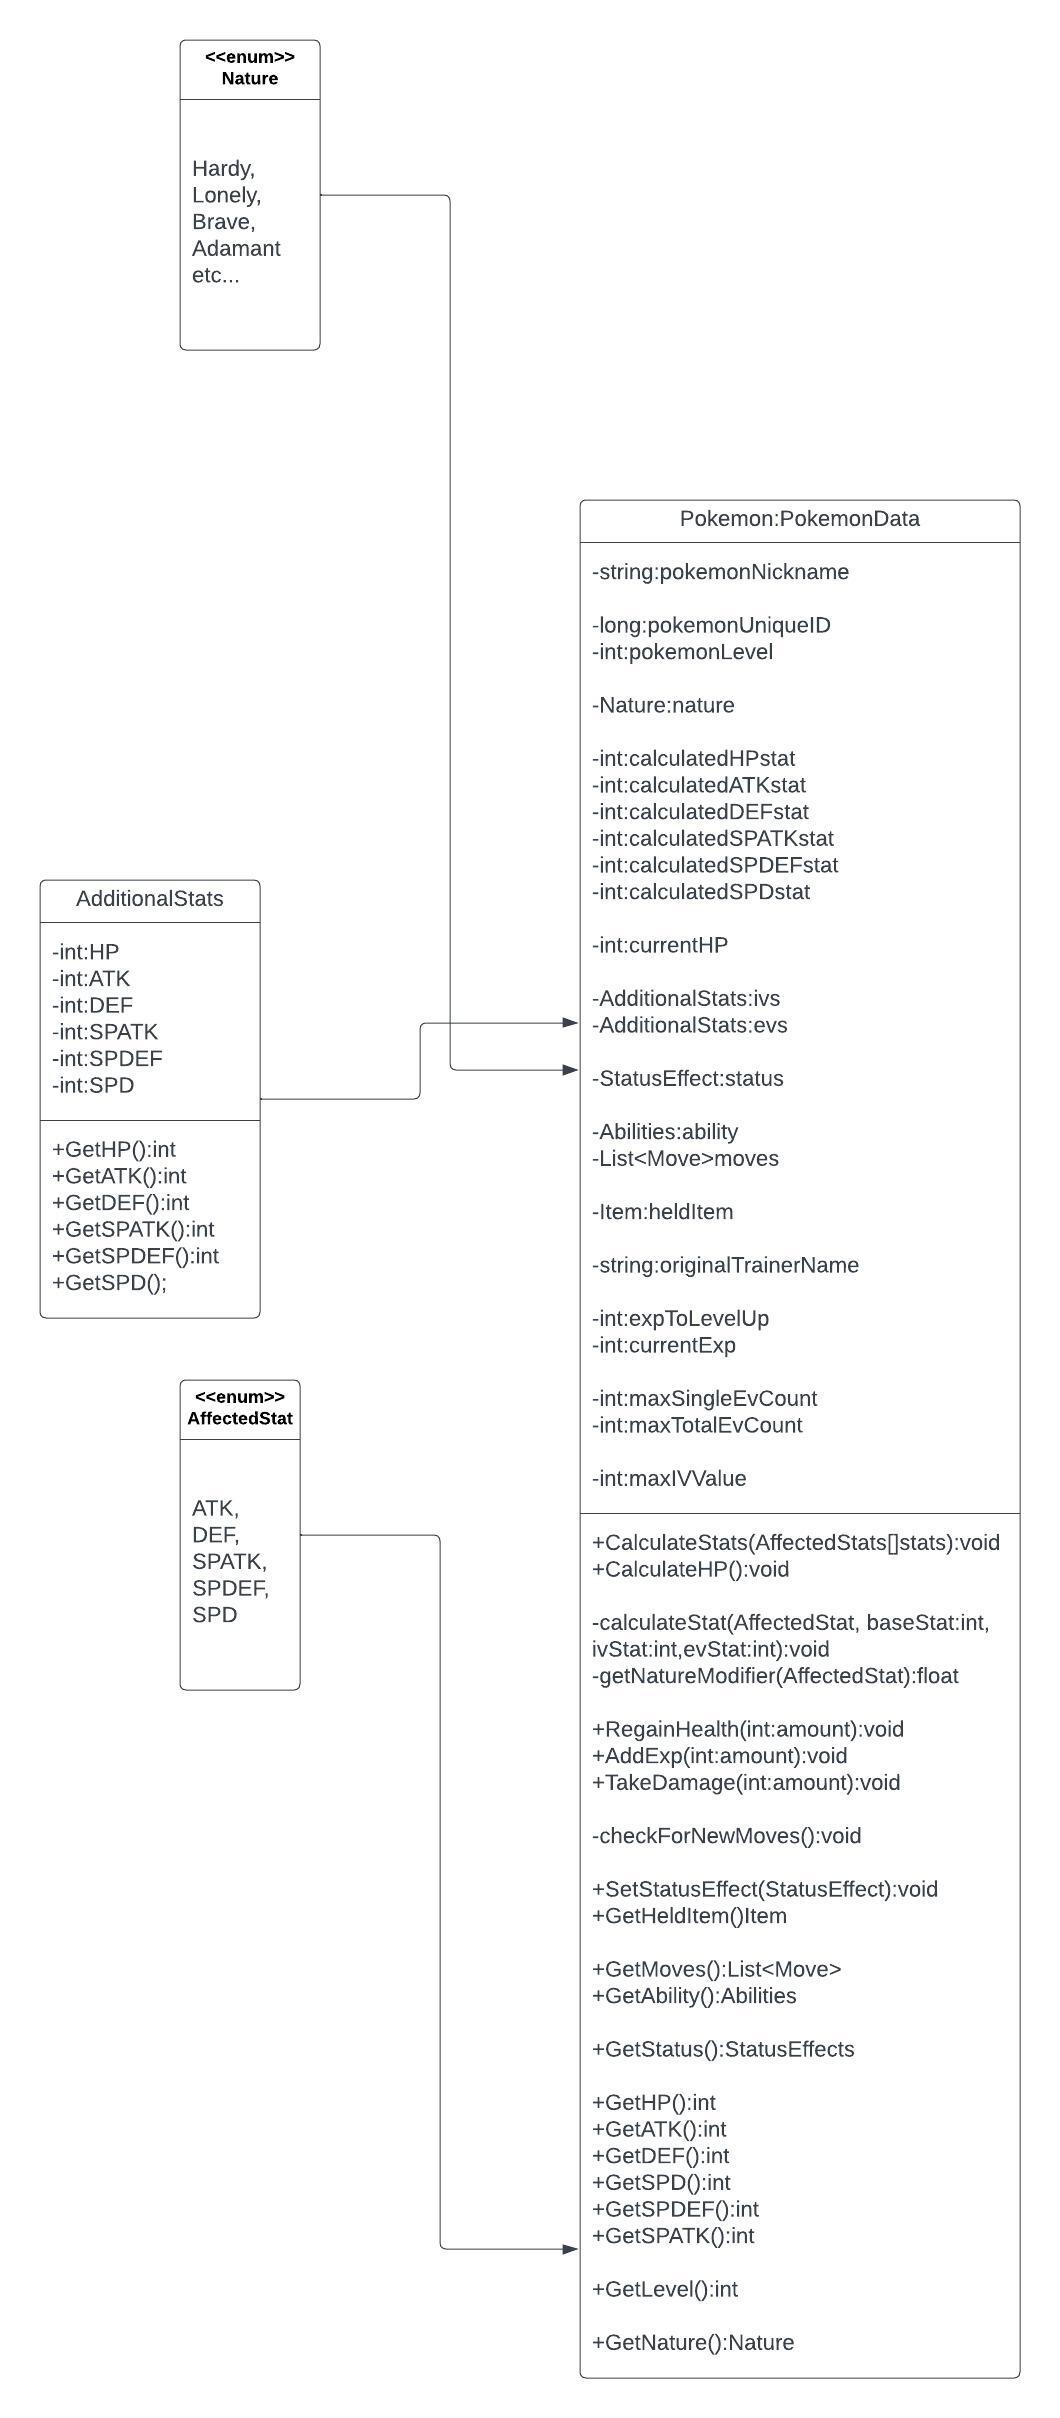 <<enum>>
Nature
Hardy,
Lonely,
Brave,
Adamant
etc...
Pokemon:PokemonData
-string:pokemonNickname
-long:pokemonUniqueID
-int:pokemonLevel
-Nature:nature
-int:calculatedHPstat
-int:calculatedATKstat
-int:calculatedDEFstat
-int:calculatedSPATKstat
-int:calculatedSPDEFstat
-int:calculatedSPDstat
-int:currentHP
-AdditionalStats:ivs
-AdditionalStats:evs
-StatusEffect:status
-Abilities:ability
-List<Move>moves
-Item:heldItem
-string:originalTrainerName
-int:expToLevelUp
-int:currentExp
-int:maxSingleEvCount
-int:maxTotalEvCount
-int:maxIVValue
+CalculateStats(AffectedStats[]stats):void
+CalculateHP():void
-calculateStat(AffectedStat, baseStat:int,
ivStat:int,evStat:int):void
-getNatureModifier(AffectedStat):float
+RegainHealth(int:amount):void
+AddExp(int:amount):void
+TakeDamage(int:amount):void
-checkForNewMoves():void
+SetStatusEffect(StatusEffect):void
+GetHeldItem()Item
+GetMoves():List<Move>
+GetAbility():Abilities
+GetStatus():StatusEffects
+GetHP():int
+GetATK():int
+GetDEF():int
+GetSPD():int
+GetSPDEF():int
+GetSPATK():int
+GetLevel():int
+GetNature():Nature
AdditionalStats
-int:HP
-int:ATK
-int:DEF
-int:SPATK
-int:SPDEF
-int:SPD
+GetHP():int
+GetATK():int
+GetDEF():int
+GetSPATK():int
+GetSPDEF():int
+GetSPD();
<<enum>>
AffectedStat
ATK,
DEF,
SPATK,
SPDEF,
SPD